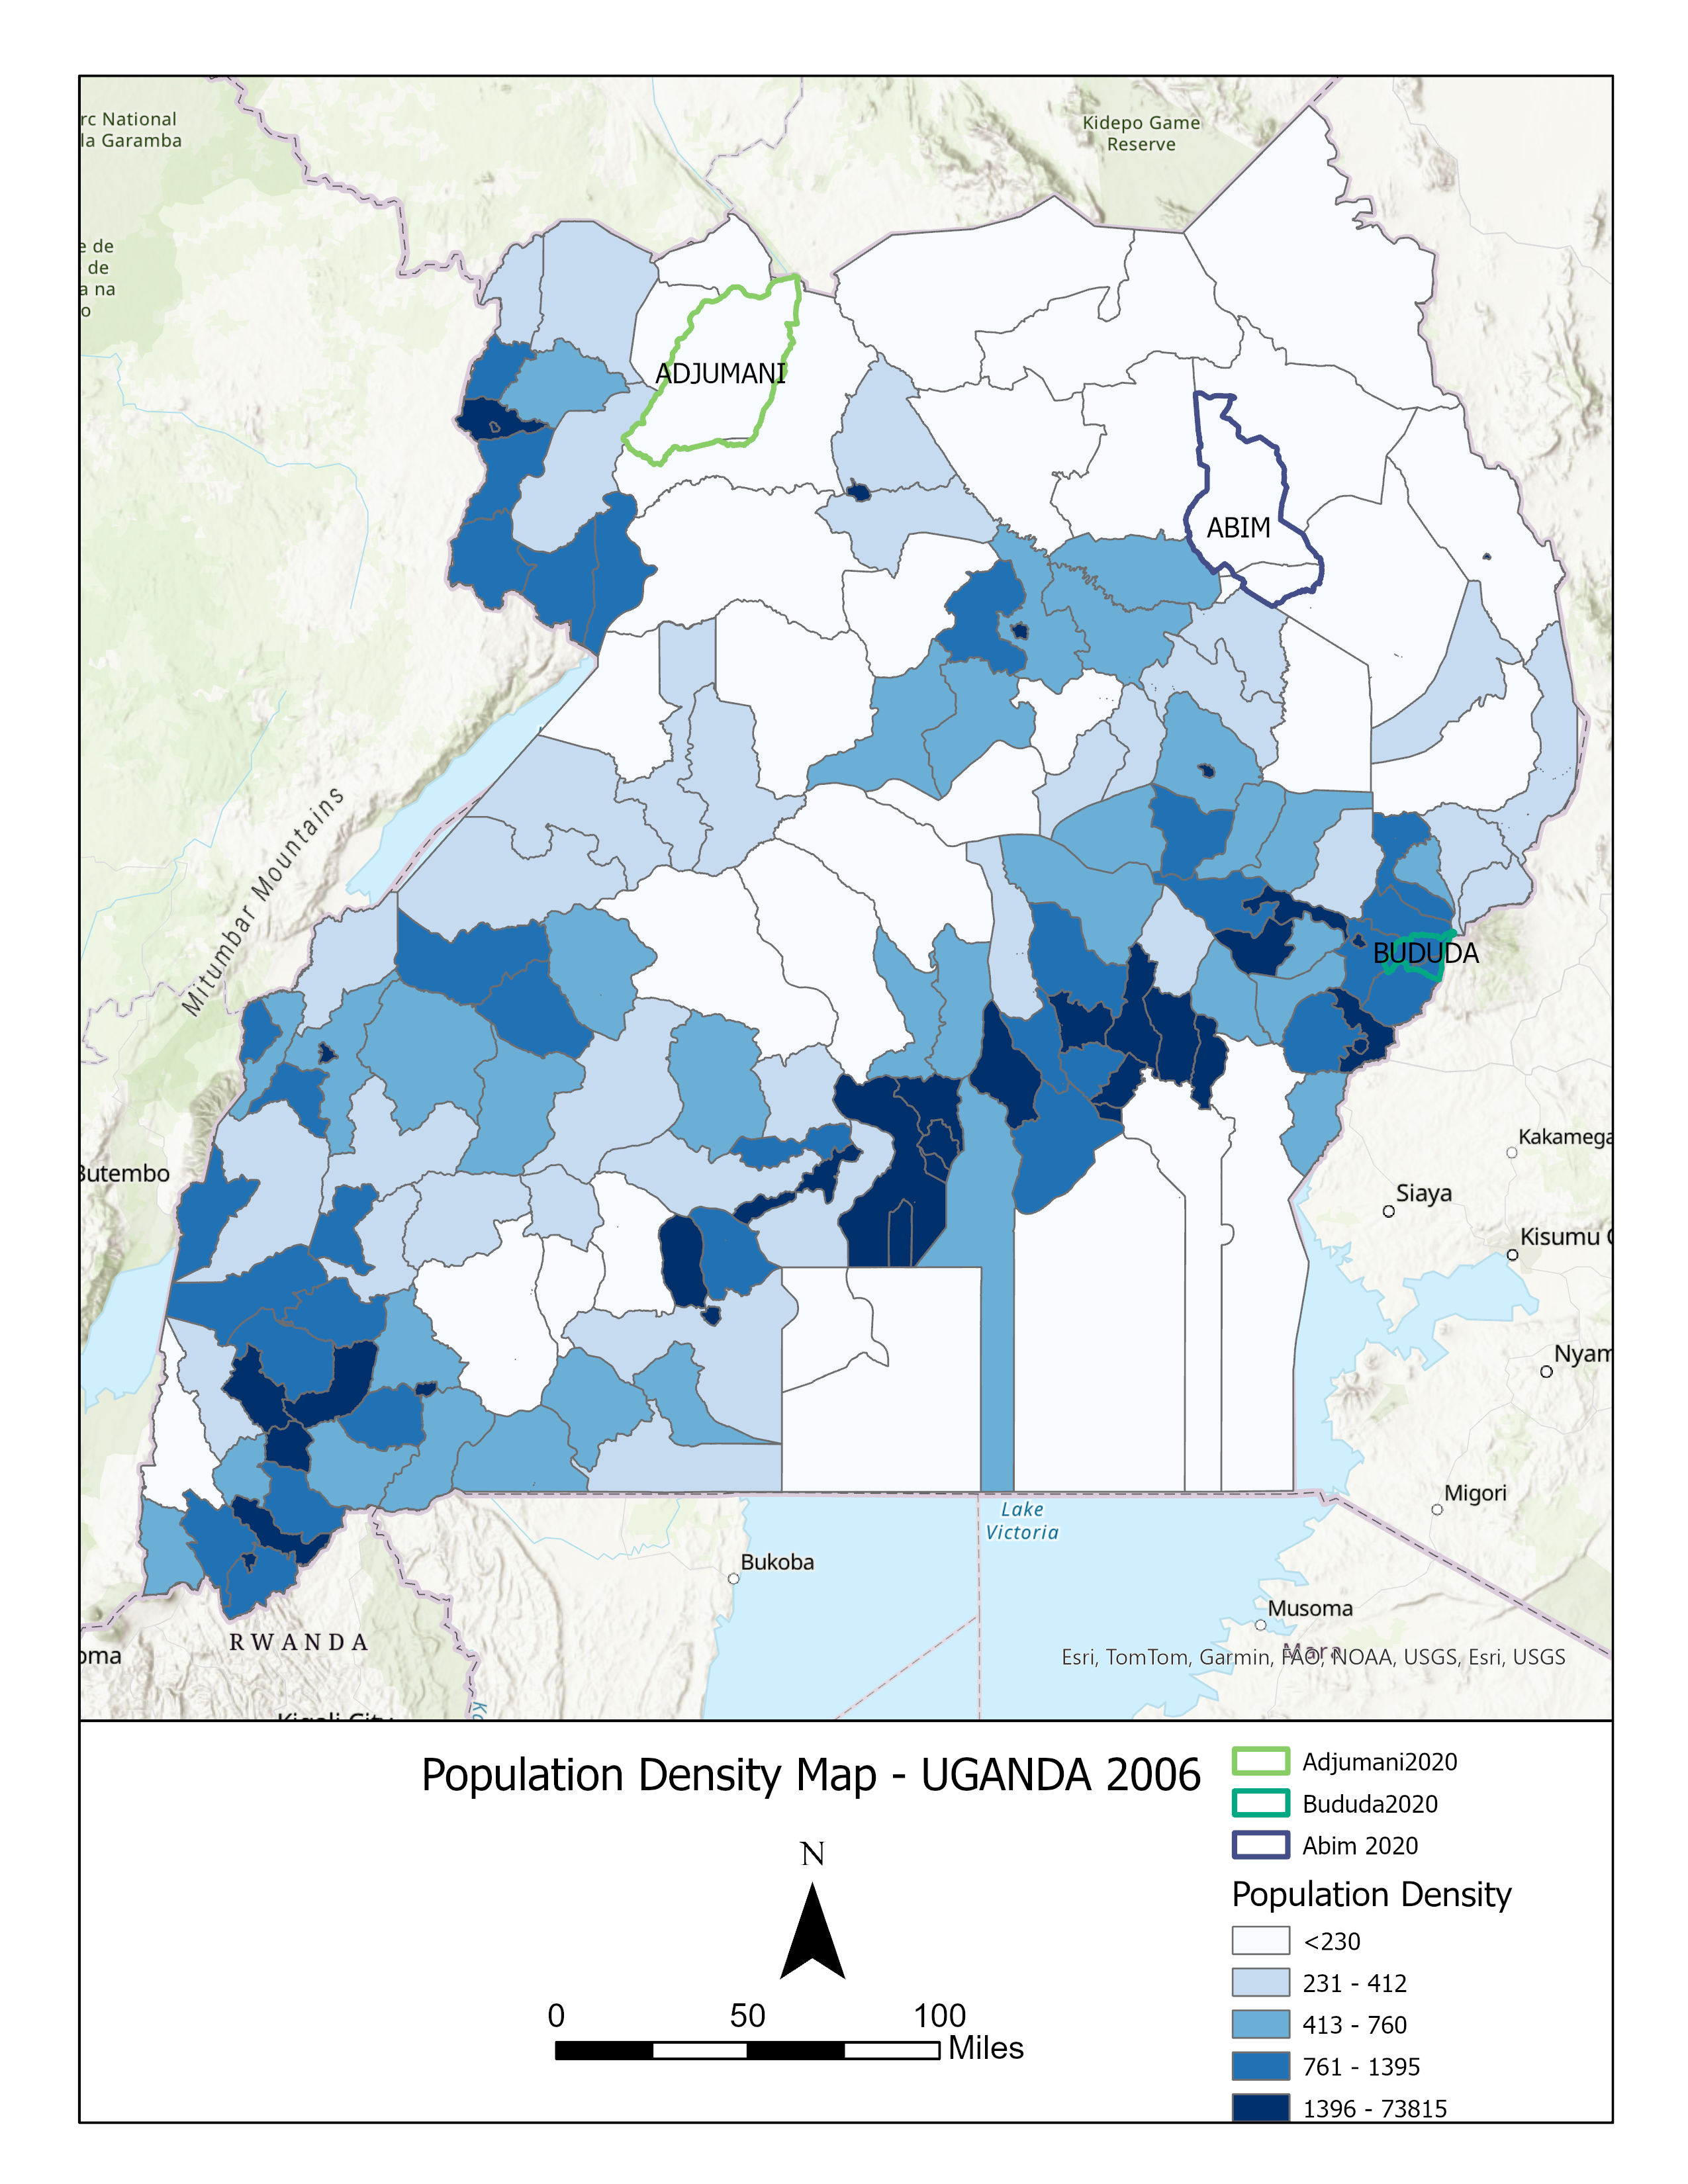 rc National
la Garamba
Kidepo Game
Reserve
e de
de
a na
o
ADJUMANI
ABIM
Mitumbar Mountains
BUDUDA
Kakamega
Butembo
Siaya
Kisumu
Nyam
Migori
Lake
Victoria
Bukoba
Musoma
RWANDA
Mara
oma
Esri, TomTom, Garmin, FAO, NOAA, USGS, Esri, USGS
Kigali City
Population Density Map - UGANDA 2006
N
0 50 100
Miles
Adjumani2020
Bududa2020
Abim 2020
Population Density
<230
231 - 412
413 - 760
761 - 1395
1396 - 73815